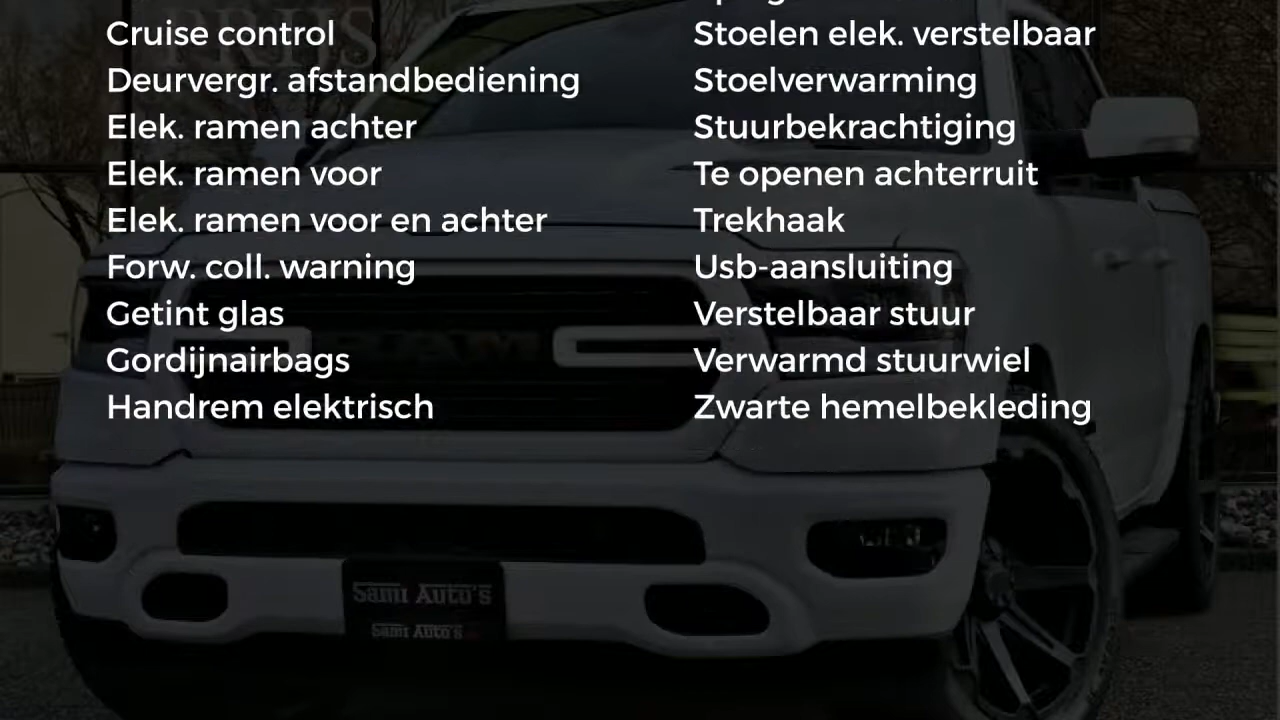 Cruise control
Deurvergr. afstandbediening
Elek. ramen achter
Elek. ramen voor
Elek. ramen voor en achter
Forw. coll. warning
Getint glas
Gordijnairbags
Handrem elektrisch
Stoelen elek. verstelbaar
Stoelverwarming
Stuurbekrachtiging
Te openen achterruit
Trekhaak
Usb-aansluiting
Verstelbaar stuur
Verwarmd stuurwiel
Zwarte hemelbekleding
RAM
Sami Auto's
Sami Auto's